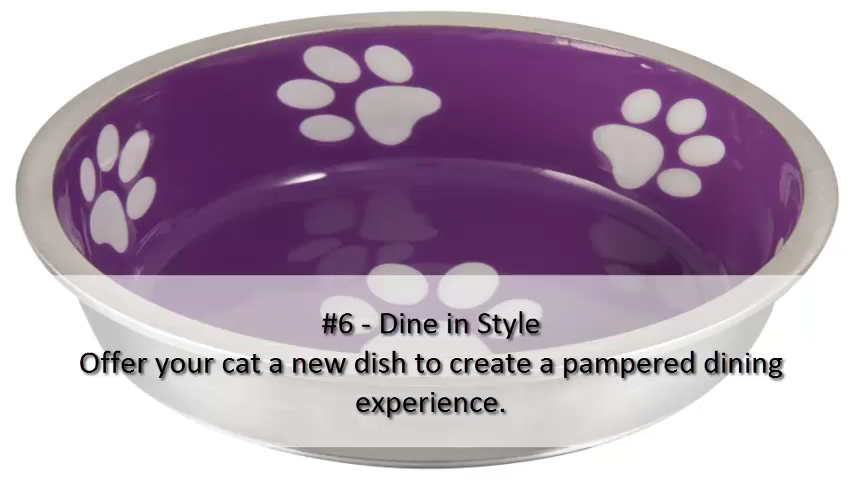 #6 - Dine in Style
Offer your cat a new dish to create a pampered dining
experience.